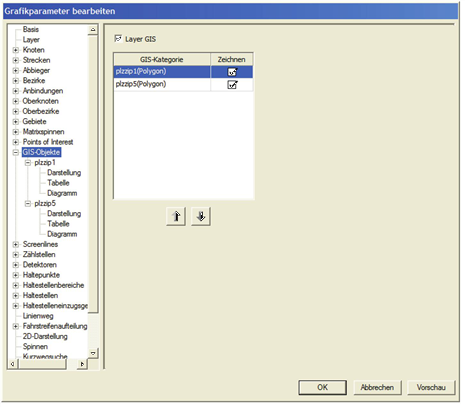 Grafikparameter bearbeiten
Basis
Layer
Knoten
Strecken
Abbieger
Bezirke
Anbindungen
Oberknoten
Oberbezirke
Gebiete
Matrixspinnen
Points of Interest
GIS-Objekte
plzzip1
Darstellung
Tabelle
Diagramm
plzzip5
Darstellung
Tabelle
Diagramm
Screenlines
Zählstellen
Detektoren
Haltepunkte
Haltestellenbereiche
Haltestellen
Haltestelleneinzugsge
Linienweg
Fahrstreifenaufteilung
2D-Darstellung
Spinnen
Kurzwegsuche
Layer GIS
GIS-Kategorie Zeichnen
plzzip1(Polygon)
plzzip5(Polygon)
OK Abbrechen Vorschau